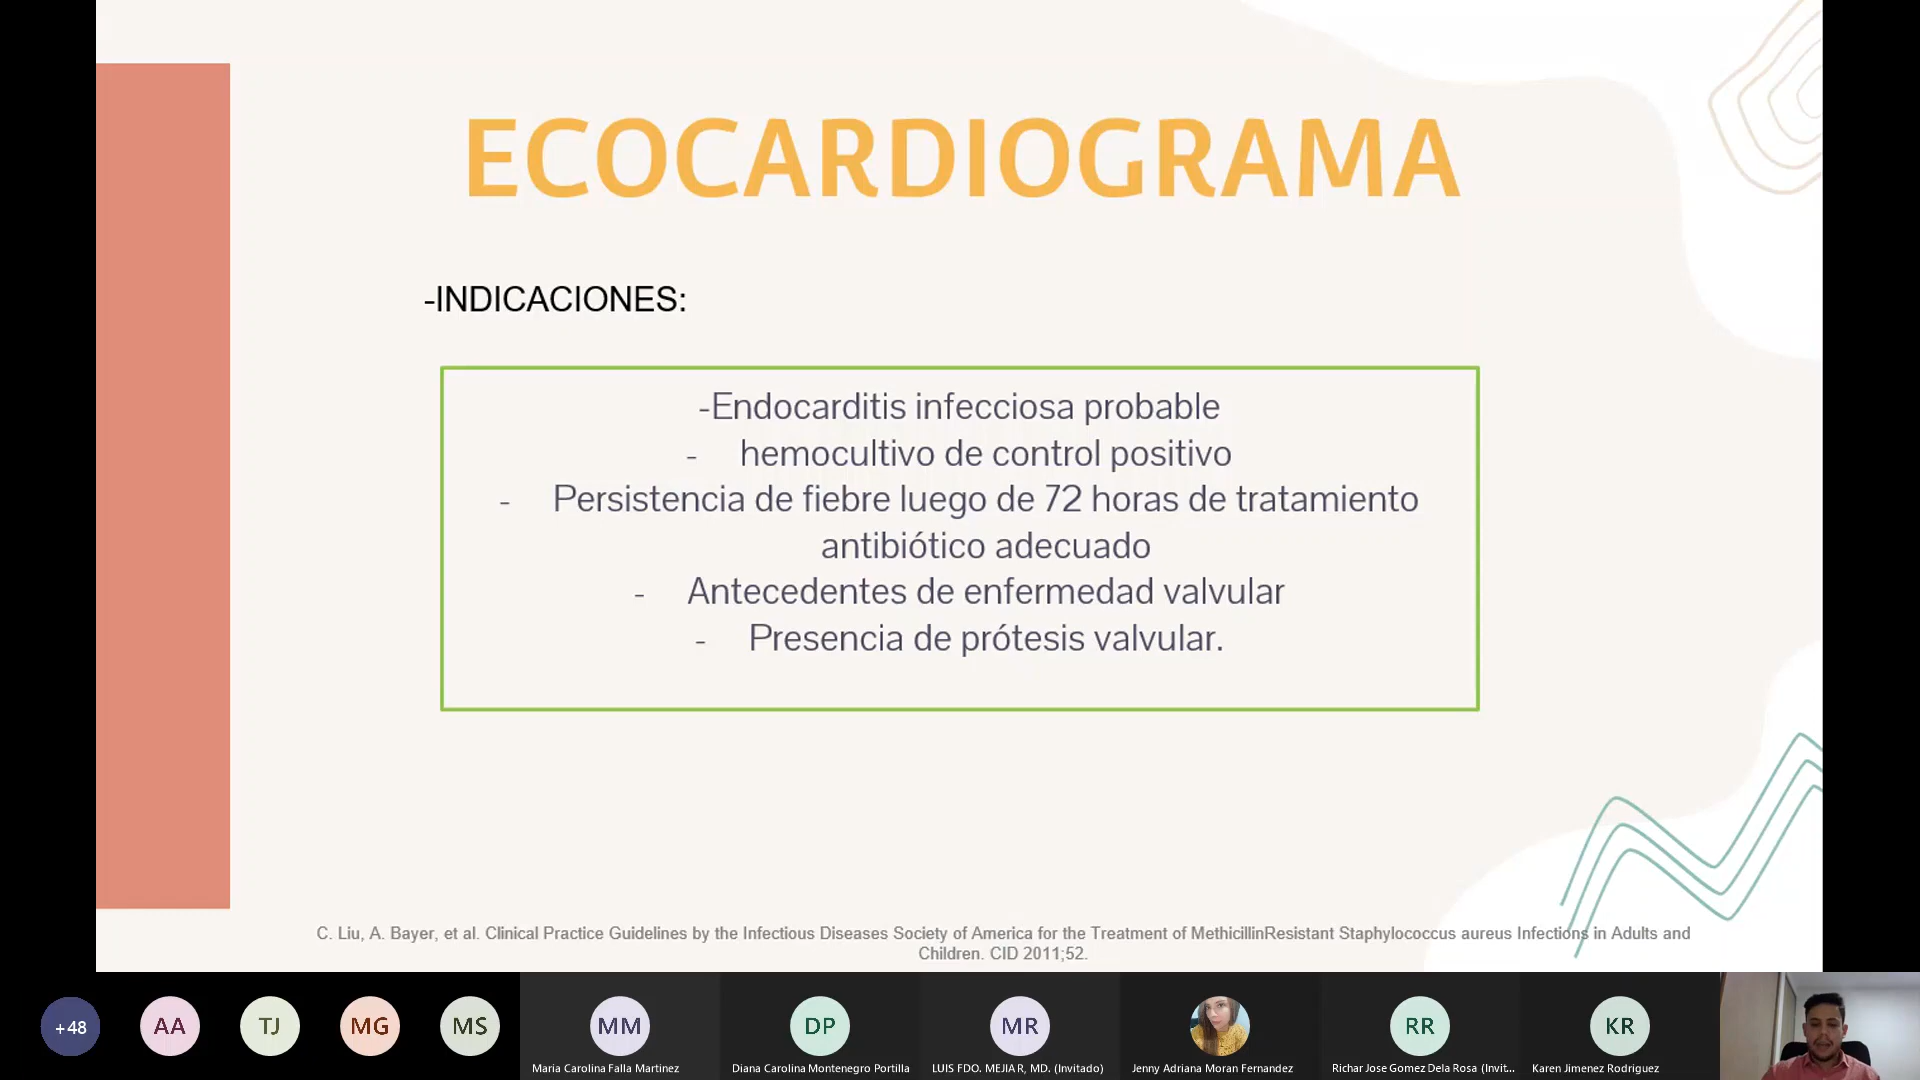 ECOCARDIOGRAMA
-INDICACIONES:
-Endocarditis infecciosa probable
- hemocultivo de control positivo
- Persistencia de fiebre luego de 72 horas de tratamiento
antibiótico adecuado
- Antecedentes de enfermedad valvular
- Presencia de prótesis valvular.
C. Liu, A. Bayer, et al. Clinical Practice Guidelines by the Infectious Diseases Society of America for the Treatment of MethicillinResistant Staphylococcus aureus Infections in Adults and
Children. CID 2011;52.
+48 AA TJ MG MS MM DP MR RR KR
Maria Carolina Falla Martinez Diana Carolina Montenegro Portilla LUIS FDO. MEJIA R, MD. (Invitado) Jenny Adriana Moran Fernandez Richar Jose Gomez Dela Rosa (Invit... Karen Jimenez Rodriguez